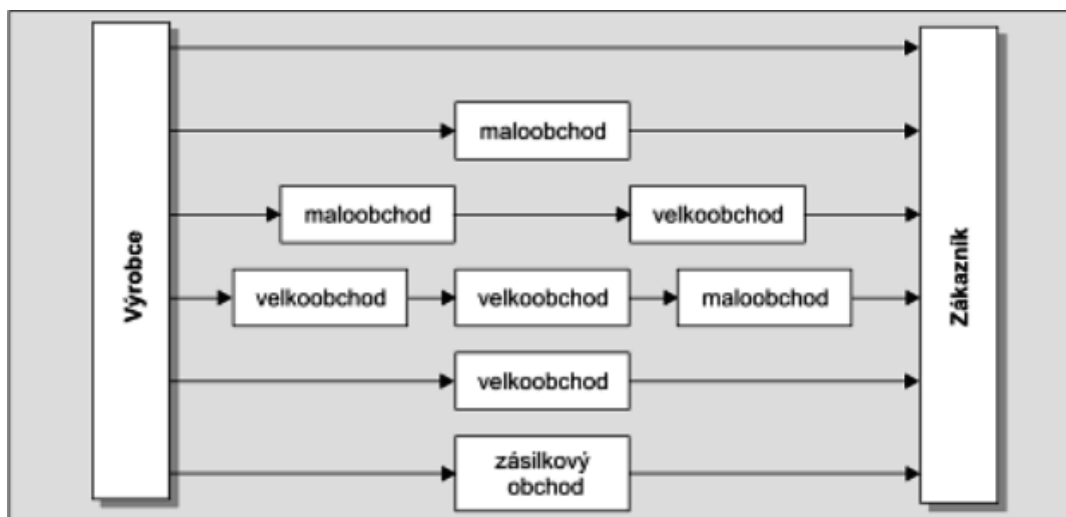 Výrobce
maloobchod
maloobchod
velkoobchod
velkoobchod
velkoobchod
maloobchod
velkoobchod
zásilkový
obchod
Zákazník